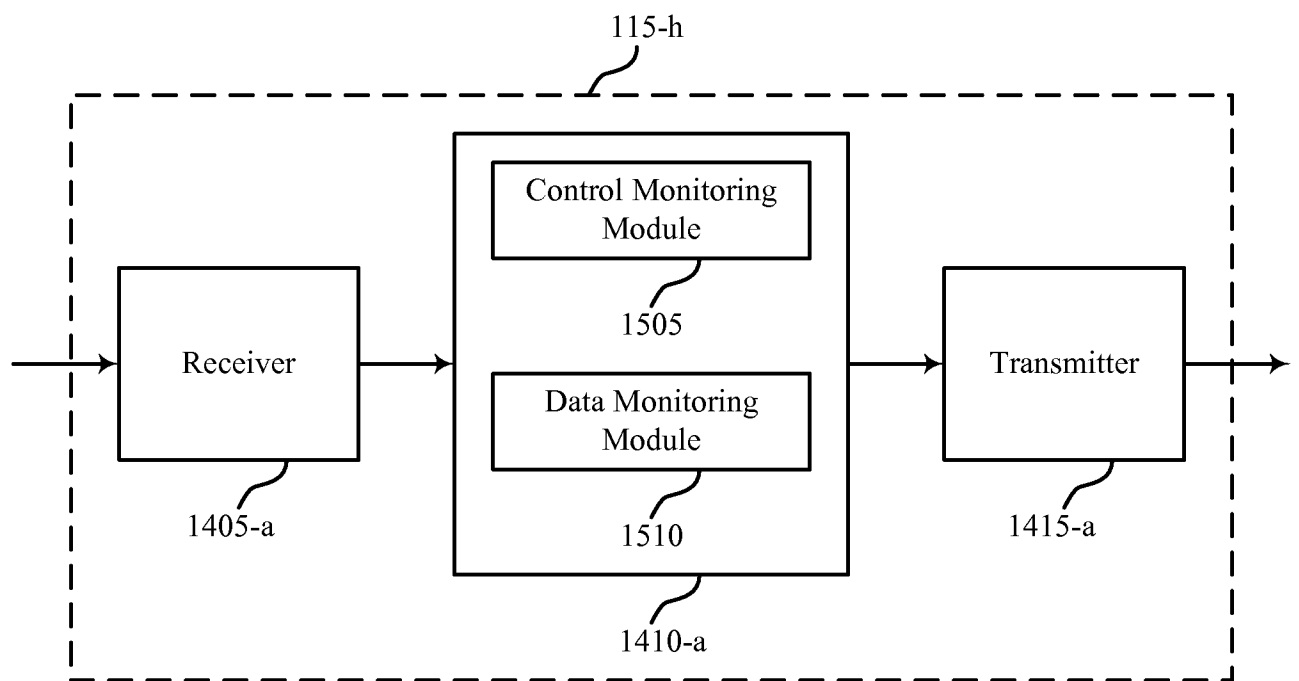 115-h
Control Monitoring
Module
1505
Receiver
Transmitter
Data Monitoring
Module
1405-a
1510
1415-a
1410-a